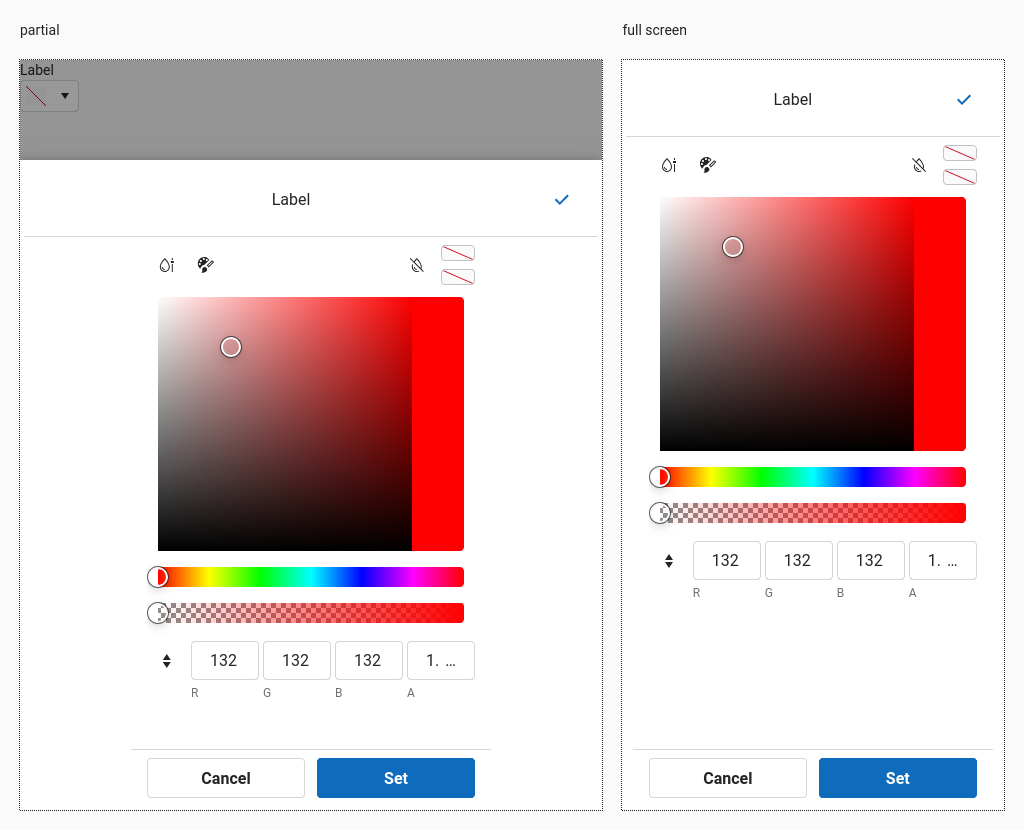 partial
Label
Label
132 132 132 1. ...
R G B A
Cancel Set
full screen
Label
132 132 132 1. ...
R G B A
Cancel Set